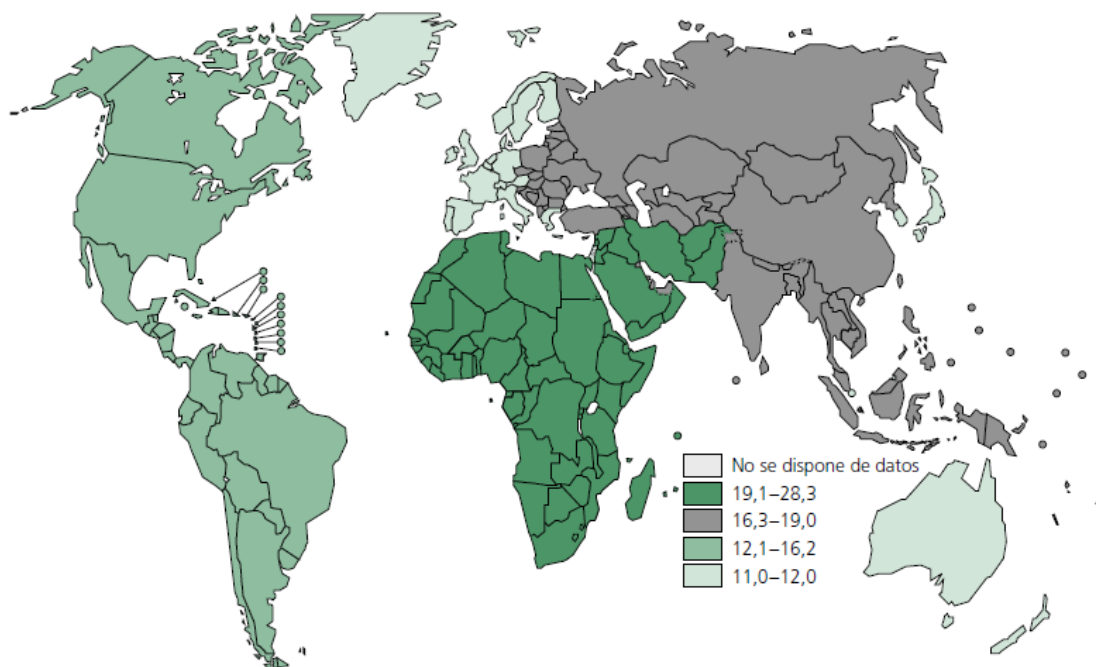 No se dispone de datos
19,1–28,3
16,3–19,0
12,1–16,2
11,0–12,0